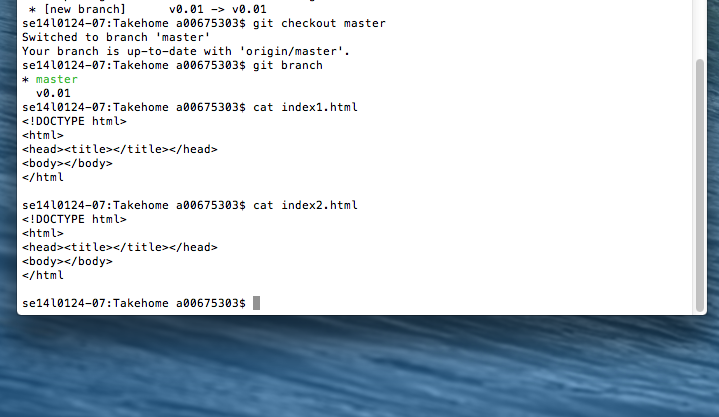 * [new branch]      v0.01 -> v0.01
se14l0124-07:Takehome a00675303$ git checkout master
Switched to branch 'master'
Your branch is up-to-date with 'origin/master'.
se14l0124-07:Takehome a00675303$ git branch
* master
  v0.01
se14l0124-07:Takehome a00675303$ cat index1.html
<!DOCTYPE html>
<html>
<head><title></title></head>
<body></body>
</html

se14l0124-07:Takehome a00675303$ cat index2.html
<!DOCTYPE html>
<html>
<head><title></title></head>
<body></body>
</html

se14l0124-07:Takehome a00675303$